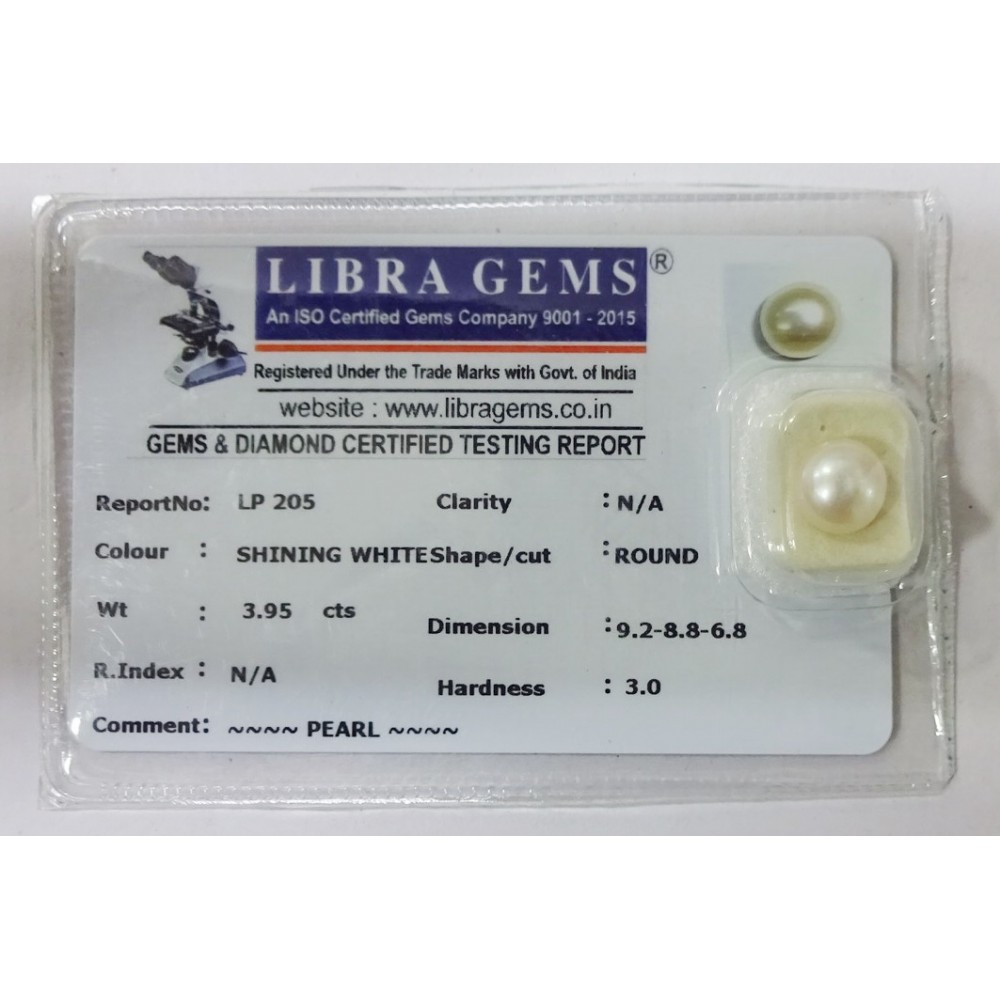 LIBRA GEMS ®
An ISO Certified Gems Company 9001 - 2015
Registered Under the Trade Marks with Govt. of India
website : www.libragems.co.in
GEMS & DIAMOND CERTIFIED TESTING REPORT
ReportNo: LP 205 Clarity : N/A
Colour : SHINING WHITE Shape/cut : ROUND
Wt : 3.95 cts Dimension : 9.2-8.8-6.8
R.Index : N/A Hardness : 3.0
Comment: ~~~~ PEARL ~~~~